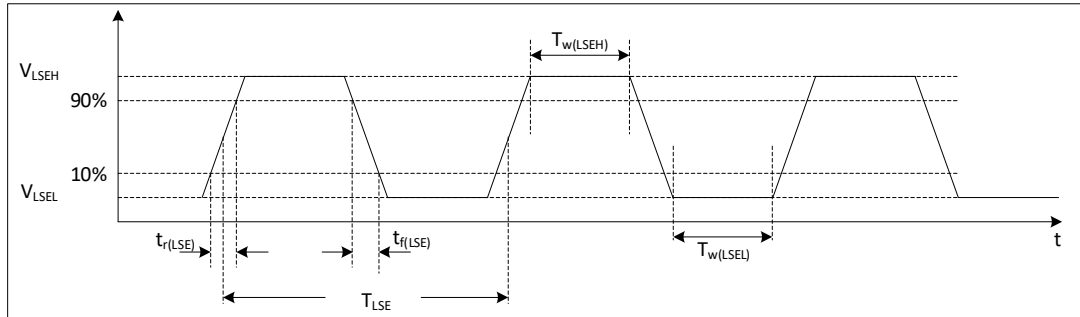 T_w(LSEH)
V_LSEH
90%
10%
V_LSEL
t_r(LSE)
t_f(LSE)
T_w(LSEL)
t
T_LSE